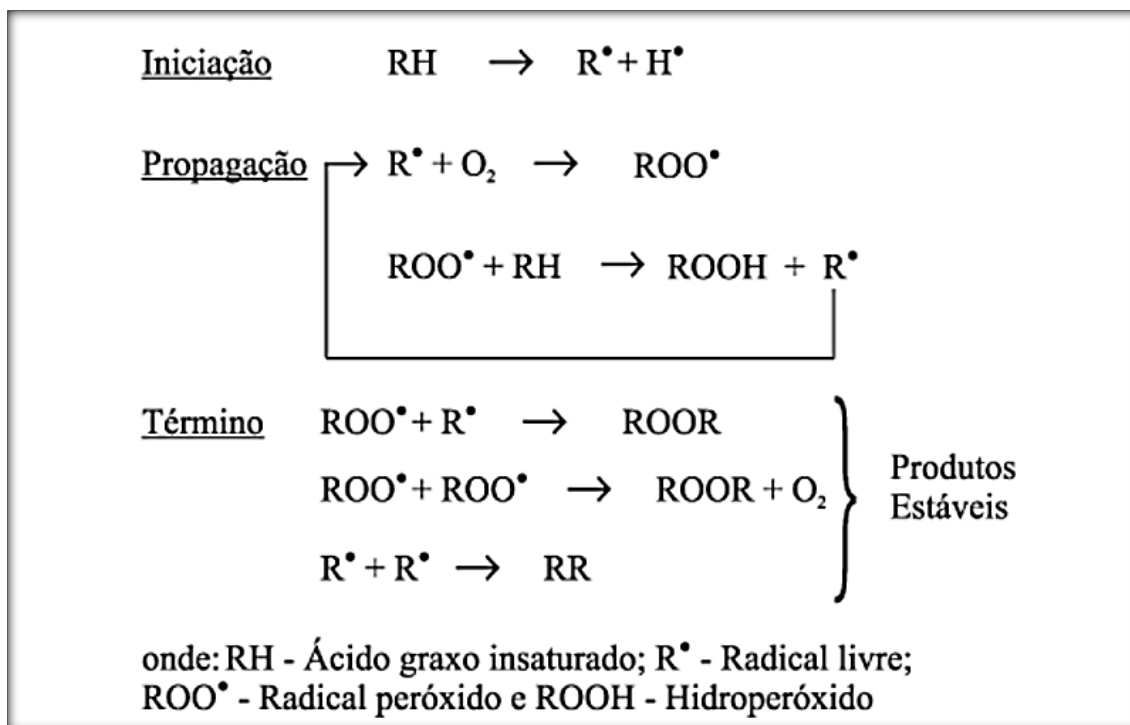 Iniciação RH → R• + H•
Propagação → R• + O₂ → ROO•
ROO• + RH → ROOH + R•
Término ROO• + R• → ROOR
ROO• + ROO• → ROOR + O₂
R• + R• → RR
Produtos
Estáveis
onde: RH - Ácido graxo insaturado; R• - Radical livre;
ROO• - Radical peróxido e ROOH - Hidroperóxido